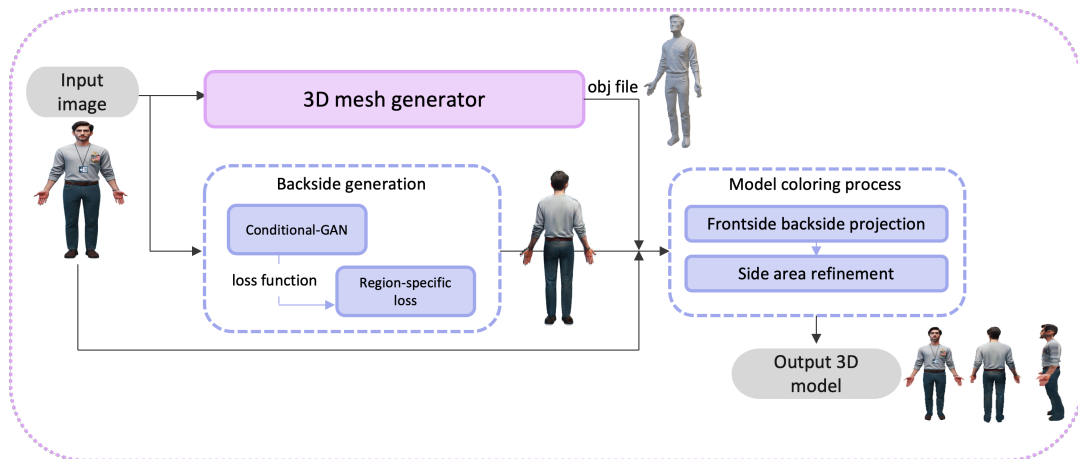 Input
image
3D mesh generator
obj file
Backside generation
Conditional-GAN
loss function
Region-specific
loss
Model coloring process
Frontside backside projection
Side area refinement
Output 3D
model